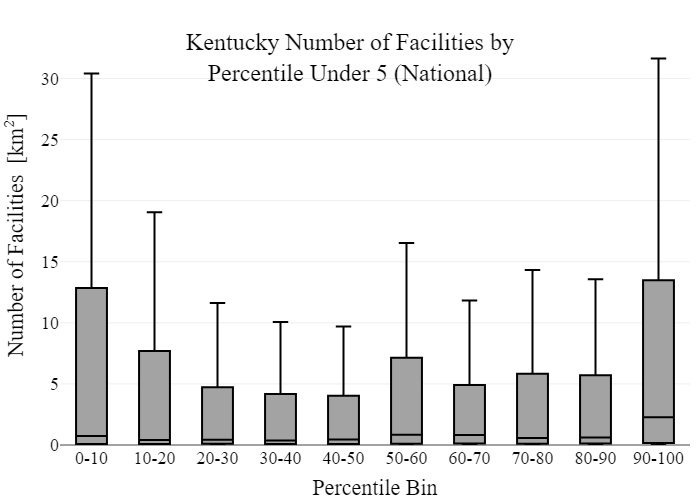 Kentucky Number of Facilities by
Percentile Under 5 (National)
Number of Facilities [km²]
30
25
20
15
10
5
0
0-10 10-20 20-30 30-40 40-50 50-60 60-70 70-80 80-90 90-100
Percentile Bin